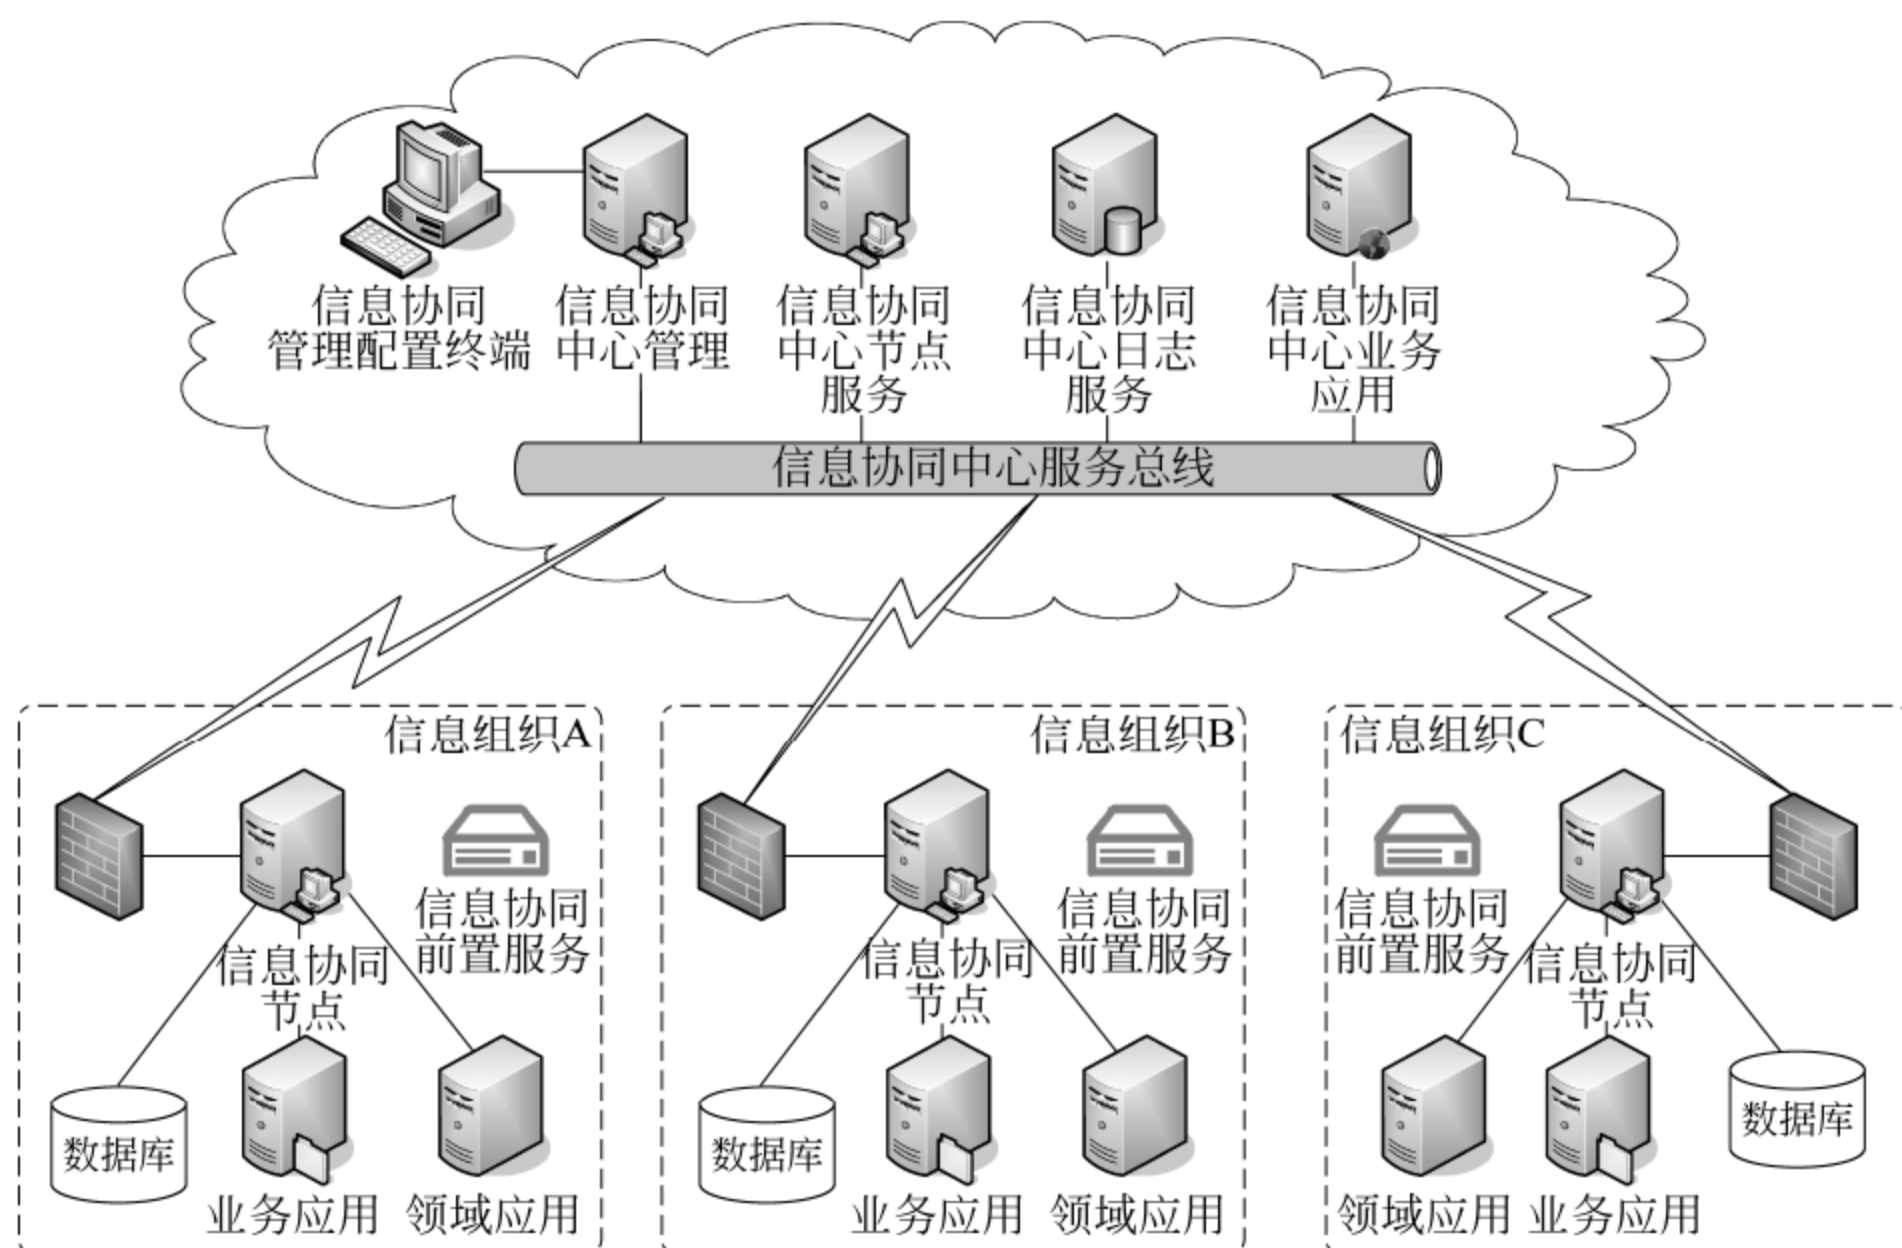 信息协同
管理配置终端
信息协同
中心管理
信息协同
中心节点
服务
信息协同
中心日志
服务
信息协同
中心业务
应用
信息协同中心服务总线
信息组织A
信息协同
前置服务
信息协同
节点
数据库
业务应用
领域应用
信息组织B
信息协同
前置服务
信息协同
节点
数据库
业务应用
领域应用
信息组织C
信息协同
前置服务
信息协同
节点
数据库
领域应用
业务应用